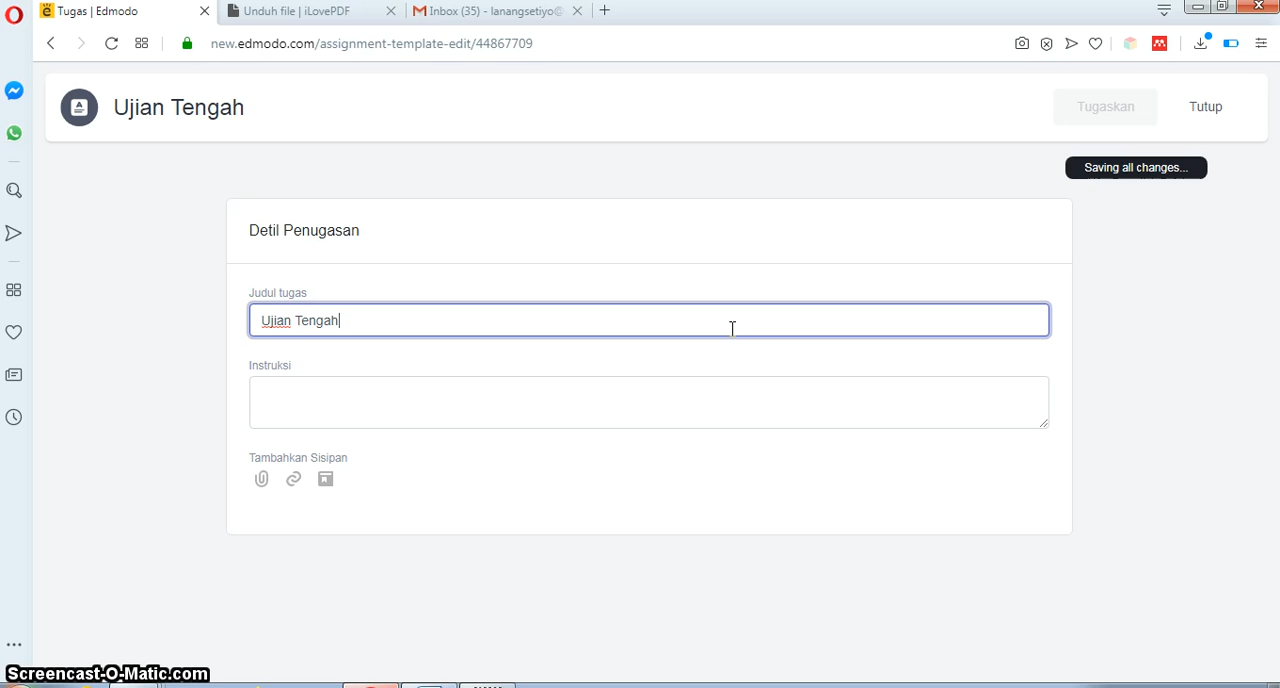 Tugas | Edmodo
Unduh file | iLovePDF
Inbox (35) - lanangsetiyo@
new.edmodo.com/assignment-template-edit/44867709
Ujian Tengah
Tugaskan
Tutup
Saving all changes...
Detil Penugasan
Judul tugas
Ujian Tengah
Instruksi
Tambahkan Sisipan
Screencast-O-Matic.com